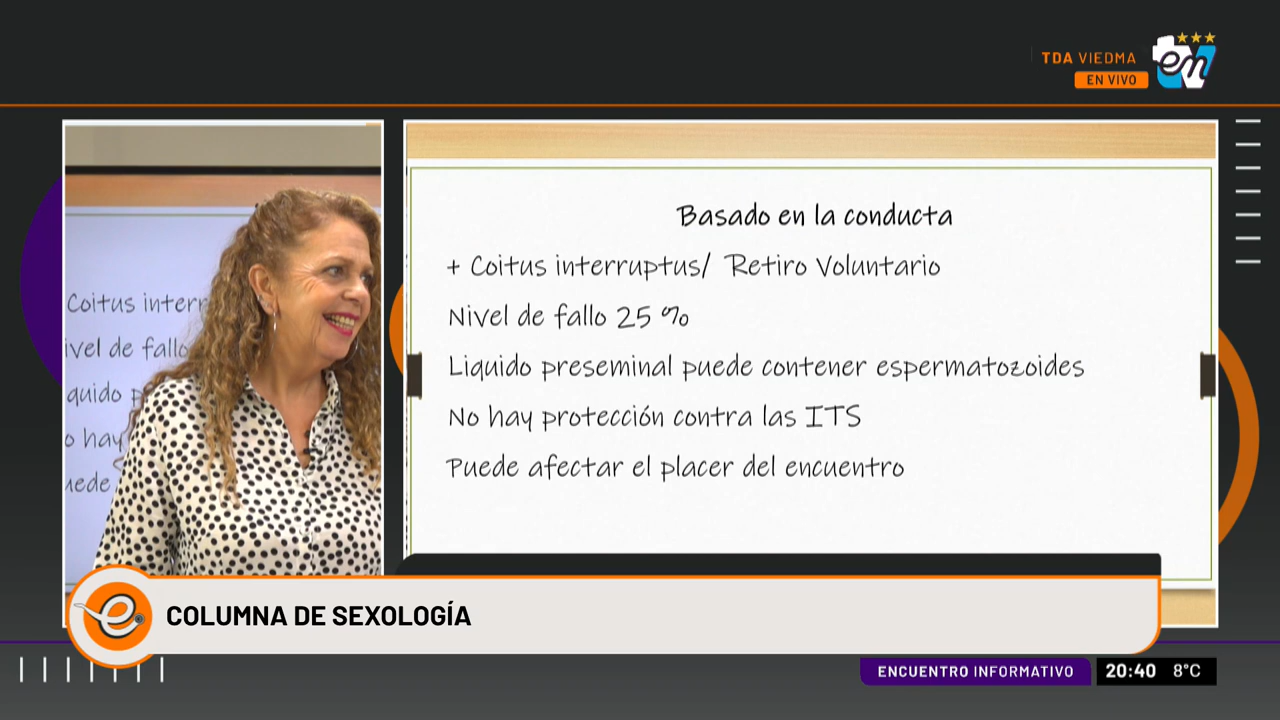 TDA VIEDMA
EN VIVO
en
Coitus interr
ivel de fallo
quido p
o hay
uede
Basado en la conducta
+ Coitus interruptus/ Retiro Voluntario
Nivel de fallo 25 %
Liquido preseminal puede contener espermatozoides
No hay protección contra las ITS
Puede afectar el placer del encuentro
e
COLUMNA DE SEXOLOGÍA
ENCUENTRO INFORMATIVO
20:40 8°C